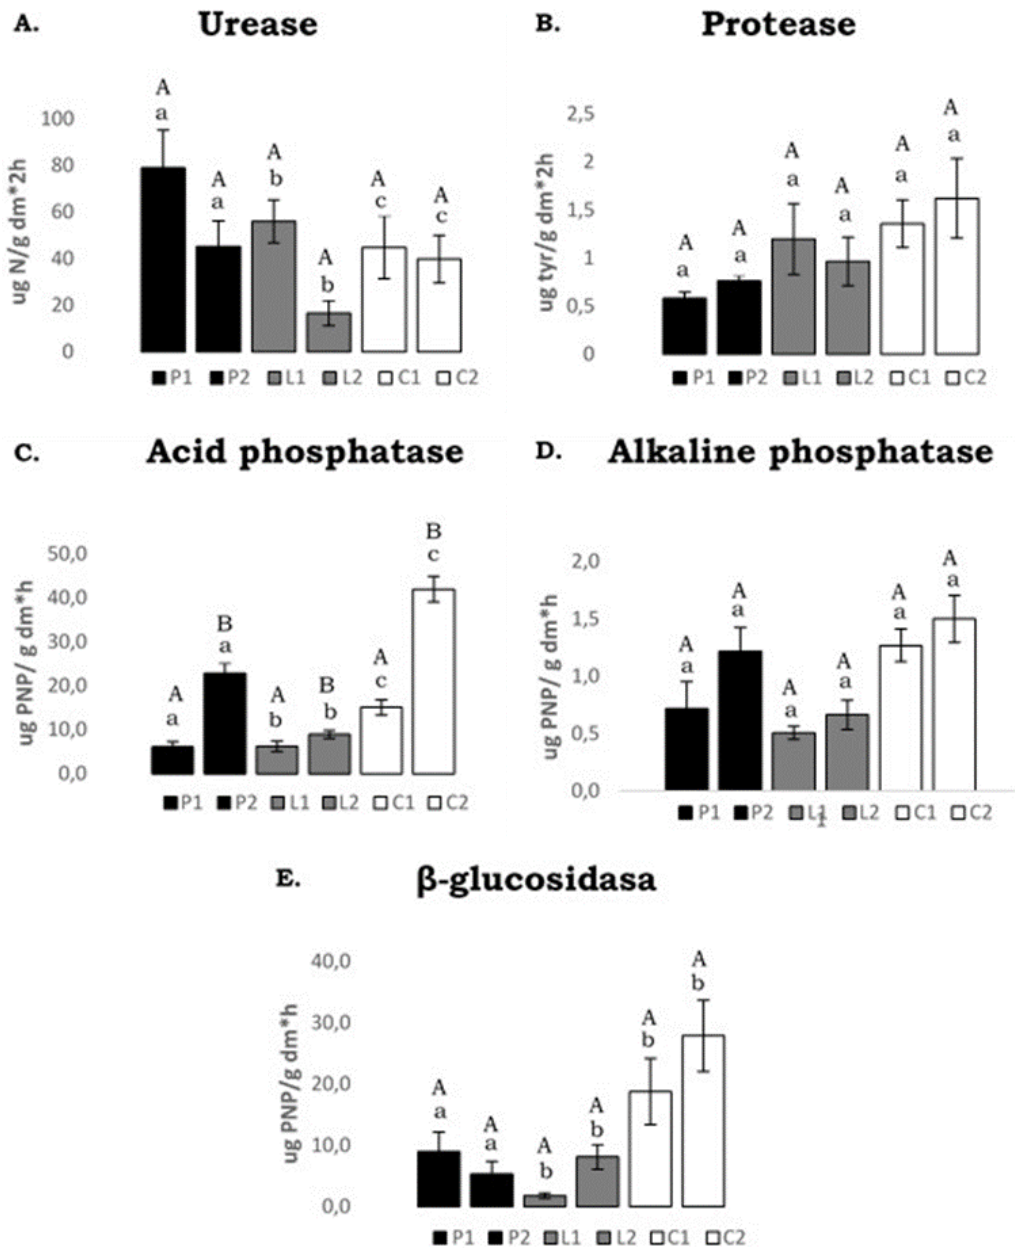 A. Urease
ug N/g dm*2h
100
80
60
40
20
0
A
a
A
a
A
b
A
b
A
c
A
c
P1 P2 L1 L2 C1 C2
B. Protease
ug tyr/g dm*2h
2,5
2
1,5
1
0,5
0
A
a
A
a
A
a
A
a
A
a
A
a
P1 P2 L1 L2 C1 C2
C. Acid phosphatase
ug PNP/ g dm*h
50,0
40,0
30,0
20,0
10,0
0,0
A
a
B
a
A
b
B
b
A
c
B
c
P1 P2 L1 L2 C1 C2
D. Alkaline phosphatase
ug PNP/ g dm*h
2,0
1,5
1,0
0,5
0,0
A
a
A
a
A
a
A
a
A
a
A
a
P1 P2 L1 L2 C1 C2
1
E. β-glucosidasa
ug PNP/g dm*h
40,0
30,0
20,0
10,0
0,0
A
a
A
a
A
b
A
b
A
b
A
b
P1 P2 L1 L2 C1 C2